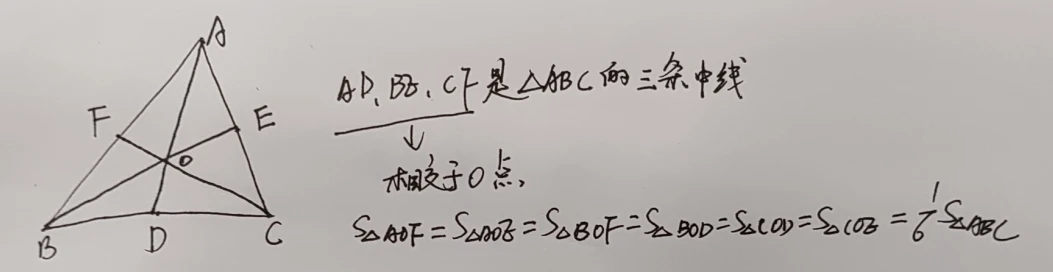 A
F
E
O
B
D
C
AD、BE、CF是△ABC的三条中线
↓
相交于O点,
S△AOF=S△AOE=S△BOF=S△BOD=S△COD=S△COE=1/6 S△ABC